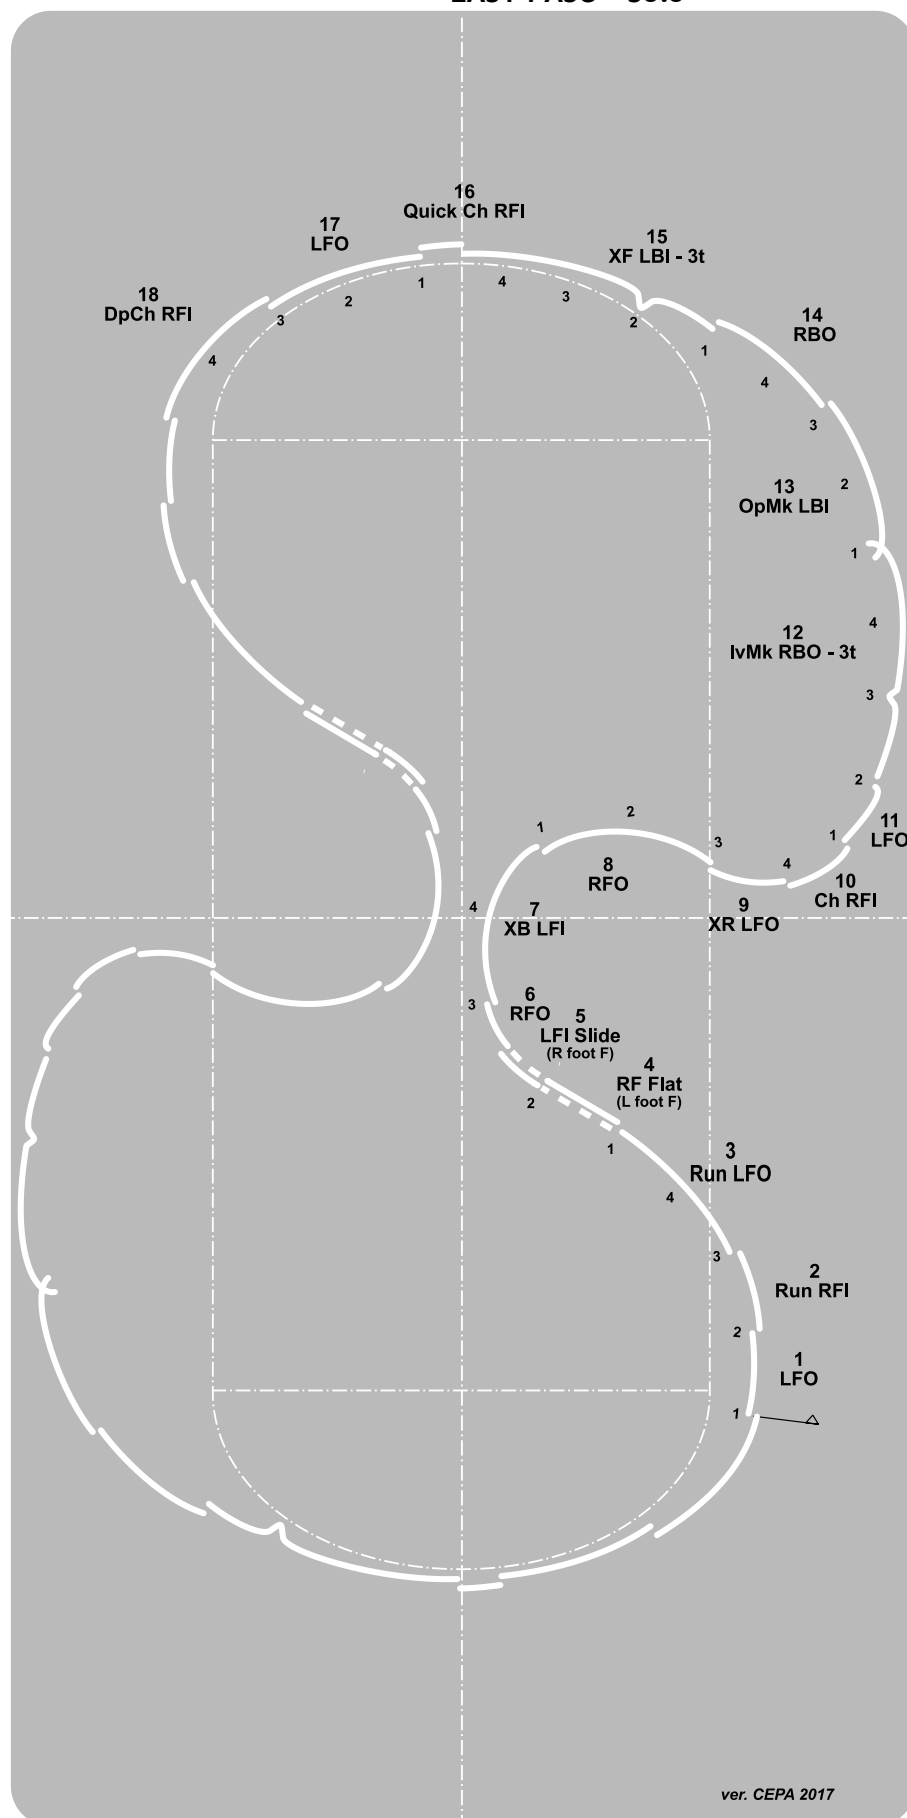 16
Quick Ch RFI
17
LFO
15
XF LBI - 3t
1
4
3
2
18
DpCh RFI
3
2
1
14
RBO
4
4
3
13
OpMk LBI
2
1
12
IvMk RBO - 3t
4
3
2
11
LFO
1
2
1
3
8
RFO
4
10
Ch RFI
9
XR LFO
7
XB LFI
4
6
RFO
3
5
LFI Slide
(R foot F)
4
RF Flat
(L foot F)
2
1
3
Run LFO
4
3
2
Run RFI
2
1
LFO
1
ver. CEPA 2017